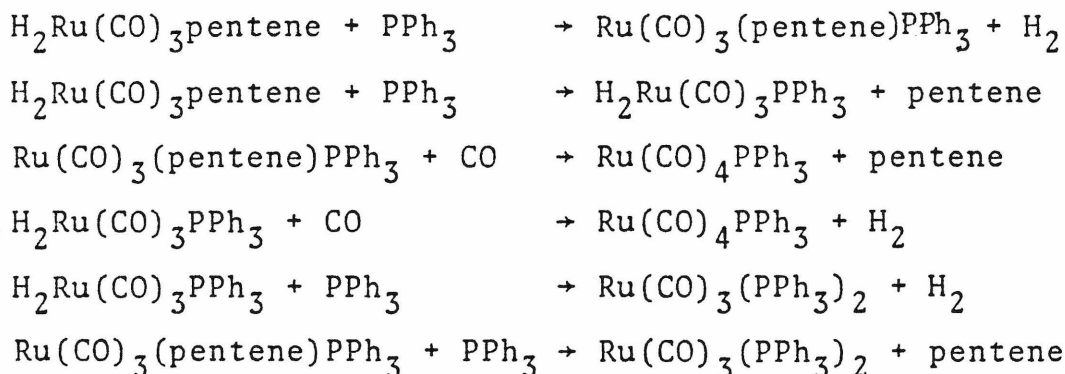 H₂Ru(CO)₃pentene + PPh₃ → Ru(CO)₃(pentene)PPh₃ + H₂
H₂Ru(CO)₃pentene + PPh₃ → H₂Ru(CO)₃PPh₃ + pentene
Ru(CO)₃(pentene)PPh₃ + CO → Ru(CO)₄PPh₃ + pentene
H₂Ru(CO)₃PPh₃ + CO → Ru(CO)₄PPh₃ + H₂
H₂Ru(CO)₃PPh₃ + PPh₃ → Ru(CO)₃(PPh₃)₂ + H₂
Ru(CO)₃(pentene)PPh₃ + PPh₃ → Ru(CO)₃(PPh₃)₂ + pentene